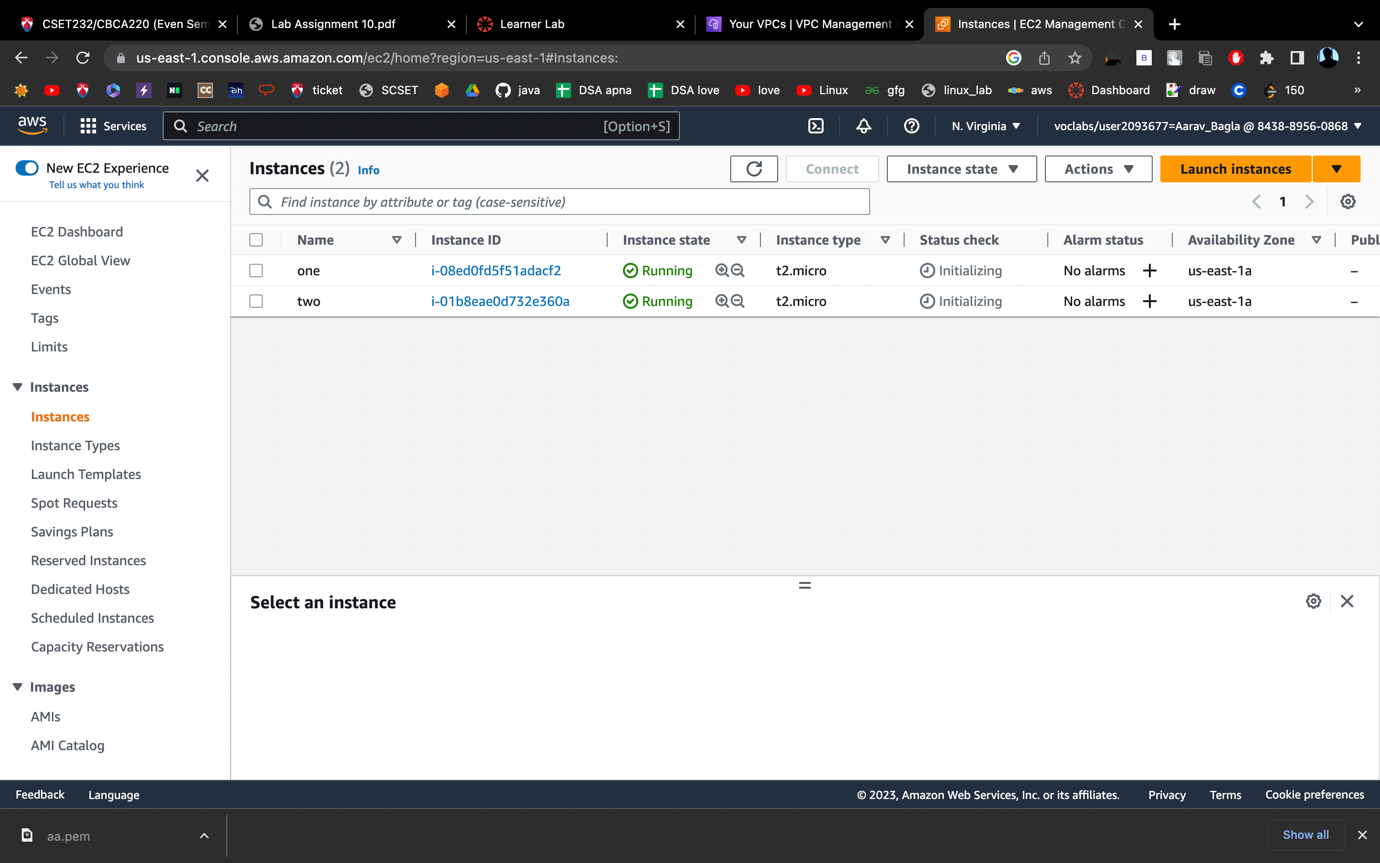 CSET232/CBCA220 (Even Sem
Lab Assignment 10.pdf
Learner Lab
Your VPCs | VPC Management
Instances | EC2 Management C
us-east-1.console.aws.amazon.com/ec2/home?region=us-east-1#Instances:
ticket SCSET java DSA apna DSA love love Linux gfg linux_lab aws Dashboard draw 150 »
aws Services Search [Option+S] N. Virginia voclabs/user2093677=Aarav_Bagla @ 8438-8956-0868
New EC2 Experience
Tell us what you think
EC2 Dashboard
EC2 Global View
Events
Tags
Limits
Instances
Instances
Instance Types
Launch Templates
Spot Requests
Savings Plans
Reserved Instances
Dedicated Hosts
Scheduled Instances
Capacity Reservations
Images
AMIs
AMI Catalog
Instances (2) Info
Connect Instance state Actions Launch instances
Find instance by attribute or tag (case-sensitive)
1
Name Instance ID Instance state Instance type Status check Alarm status Availability Zone Publ
one i-08ed0fd5f51adacf2 Running t2.micro Initializing No alarms + us-east-1a –
two i-01b8eae0d732e360a Running t2.micro Initializing No alarms + us-east-1a –
Select an instance
Feedback Language © 2023, Amazon Web Services, Inc. or its affiliates. Privacy Terms Cookie preferences
aa.pem Show all